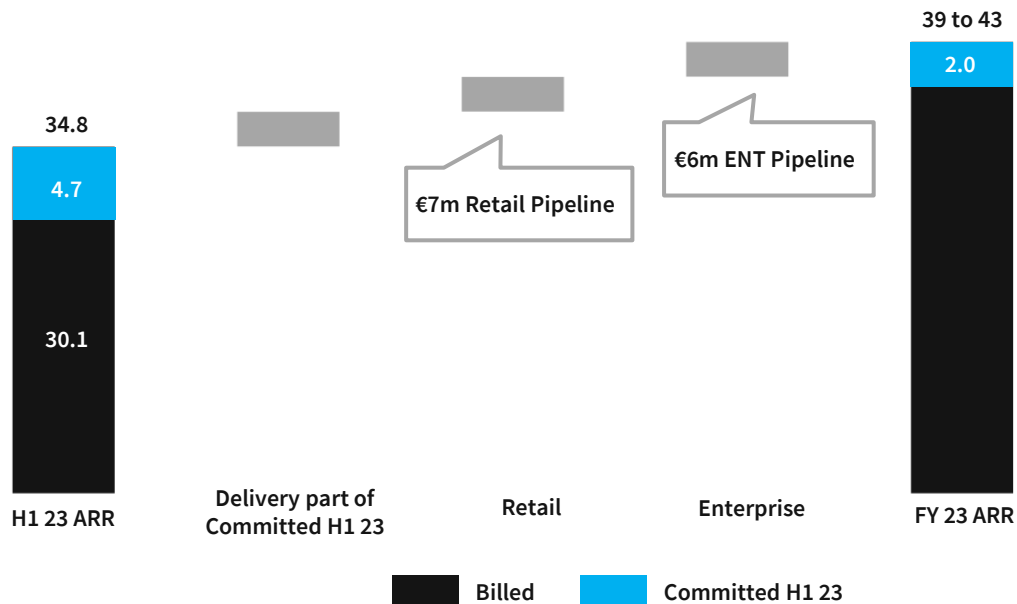 39 to 43
2.0
34.8
4.7
30.1
€6m ENT Pipeline
€7m Retail Pipeline
H1 23 ARR
Delivery part of
Committed H1 23
Retail
Enterprise
FY 23 ARR
Billed
Committed H1 23